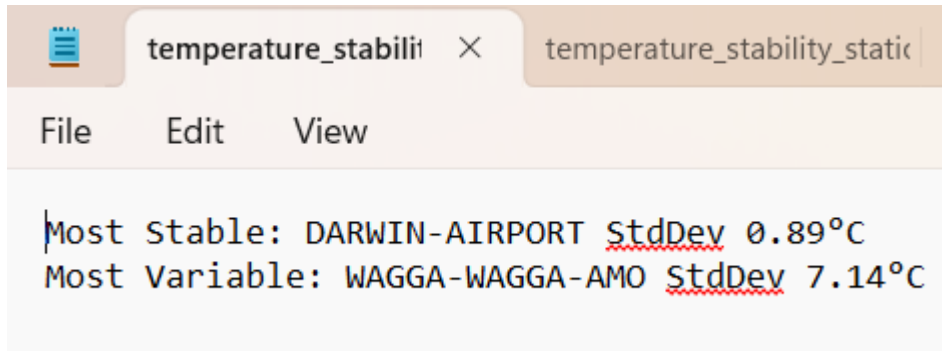 temperature_stabilit
temperature_stability_static
File Edit View
Most Stable: DARWIN-AIRPORT StdDev 0.89°C
Most Variable: WAGGA-WAGGA-AMO StdDev 7.14°C